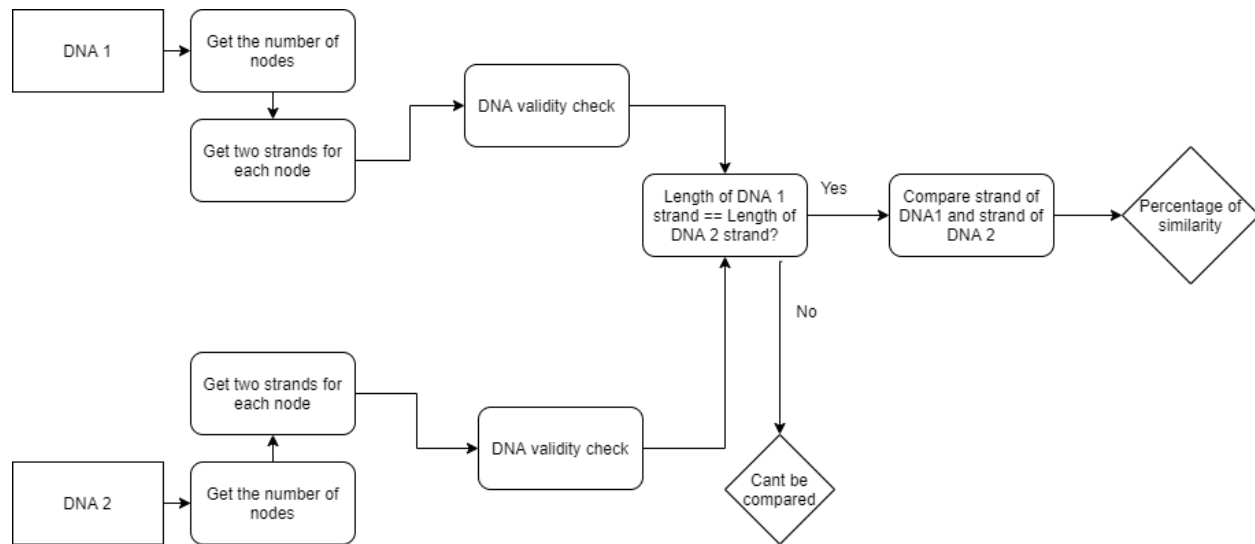 DNA 1
Get the number of
nodes
Get two strands for
each node
DNA validity check
Length of DNA 1
strand == Length of
DNA 2 strand?
Yes
Compare strand of
DNA1 and strand of
DNA 2
Percentage of
similarity
No
Cant be
compared
Get two strands for
each node
DNA validity check
DNA 2
Get the number of
nodes